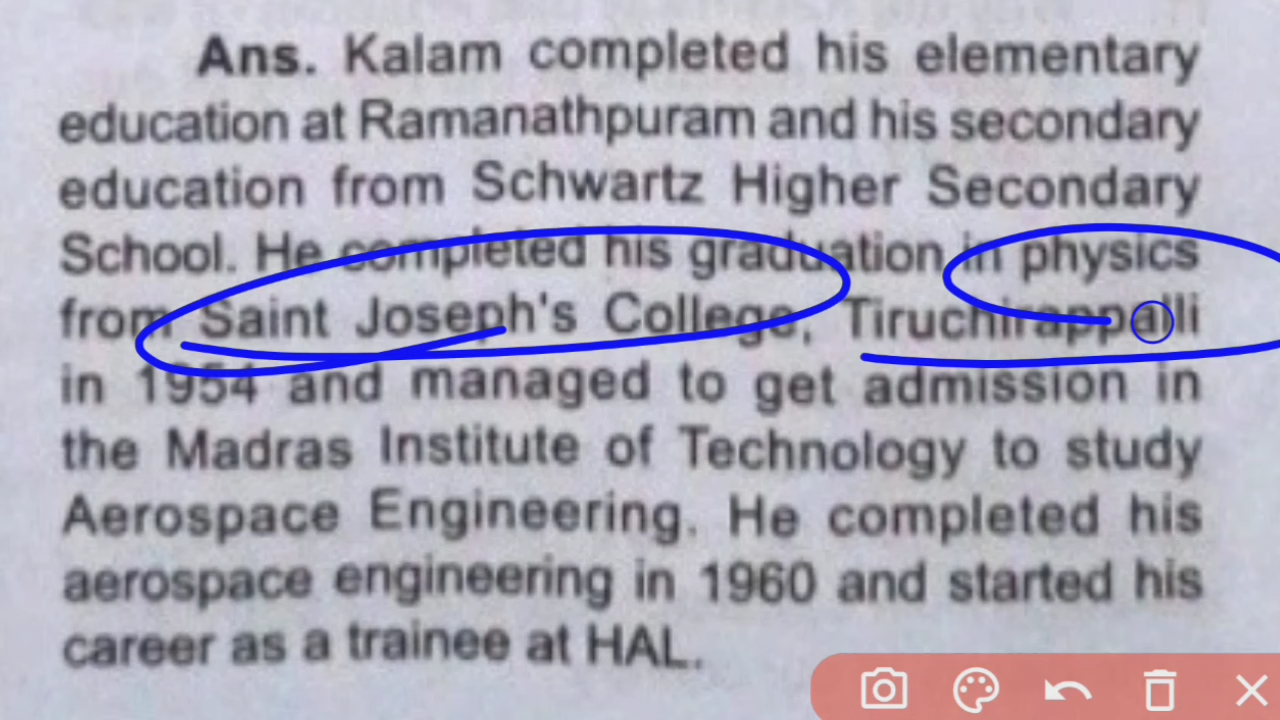 Ans. Kalam completed his elementary
education at Ramanathpuram and his secondary
education from Schwartz Higher Secondary
School. He completed his graduation in physics
from Saint Joseph's College, Tiruchirappalli
in 1954 and managed to get admission in
the Madras Institute of Technology to study
Aerospace Engineering. He completed his
aerospace engineering in 1960 and started his
career as a trainee at HAL.